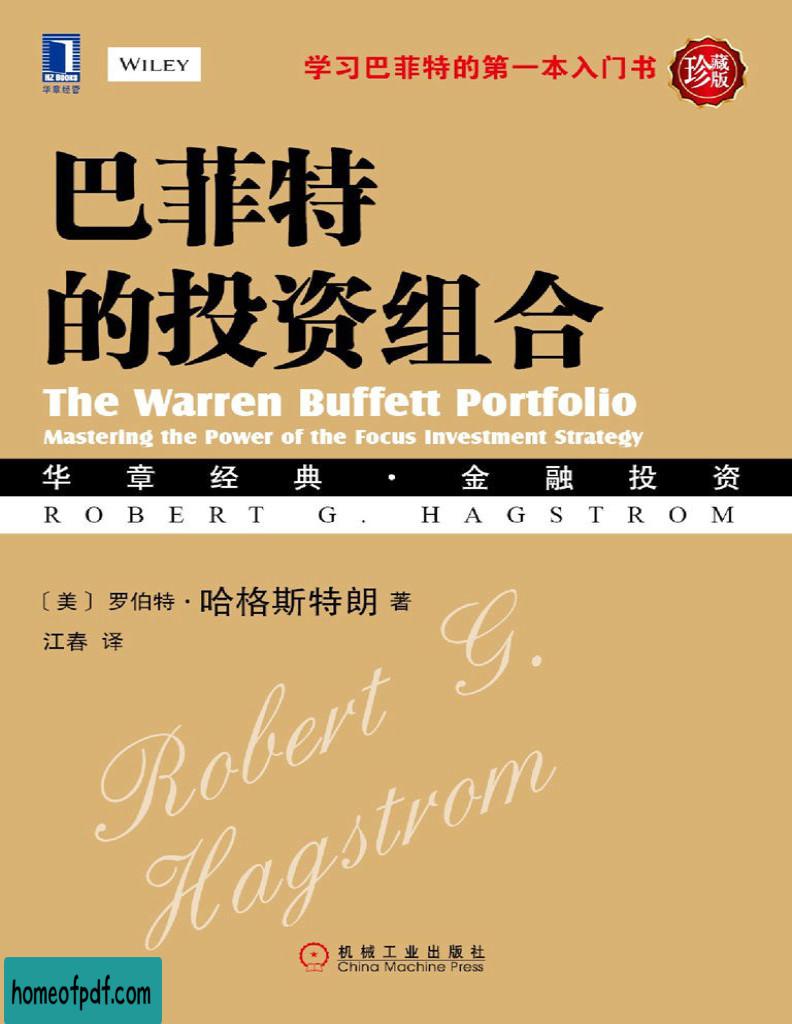 HZ Books
华章经管
WILEY
学习巴菲特的第一本入门书
珍藏版
巴菲特
的投资组合
The Warren Buffett Portfolio
Mastering the Power of the Focus Investment Strategy
华章经典·金融投资
ROBERT G. HAGSTROM
〔美〕罗伯特·哈格斯特朗 著
江春 译
Robert G.
Hagstrom
机械工业出版社
China Machine Press
homeofpdf.com